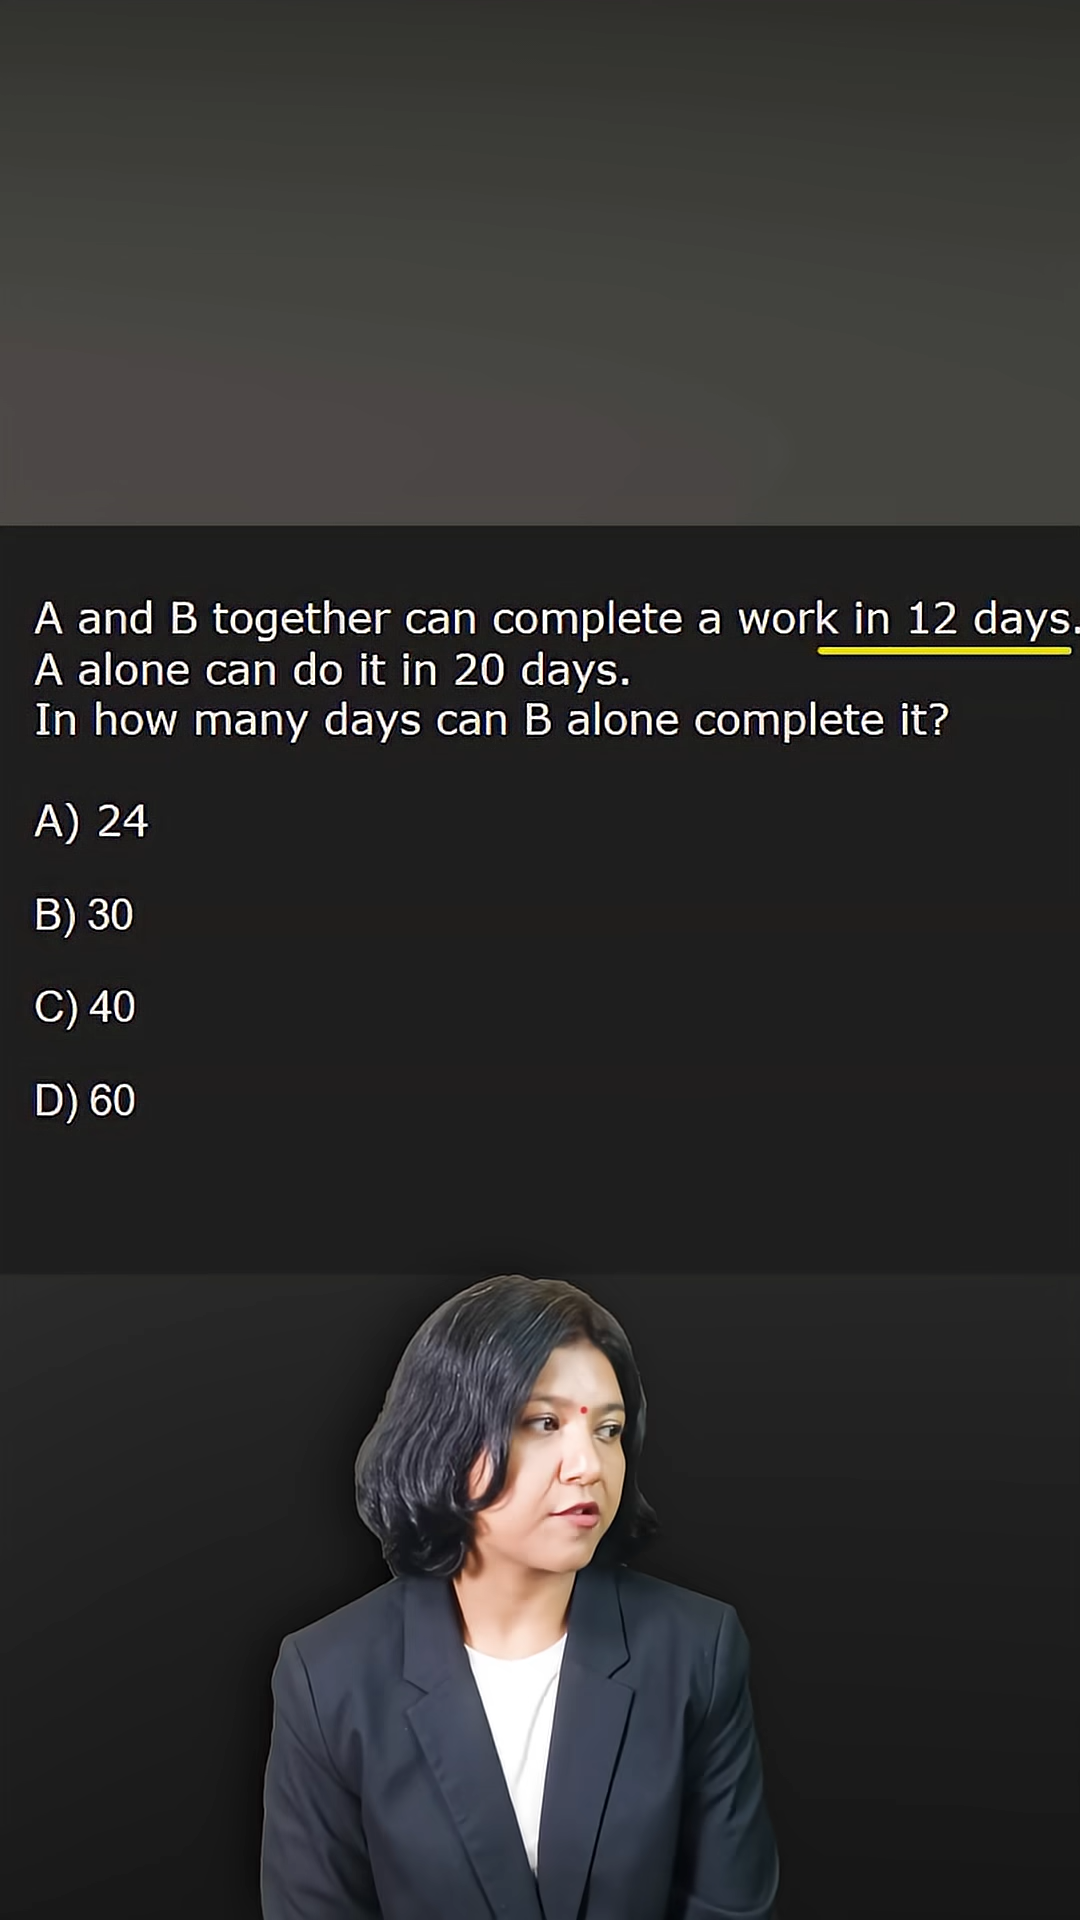 A and B together can complete a work in 12 days.
A alone can do it in 20 days.
In how many days can B alone complete it?
A) 24
B) 30
C) 40
D) 60